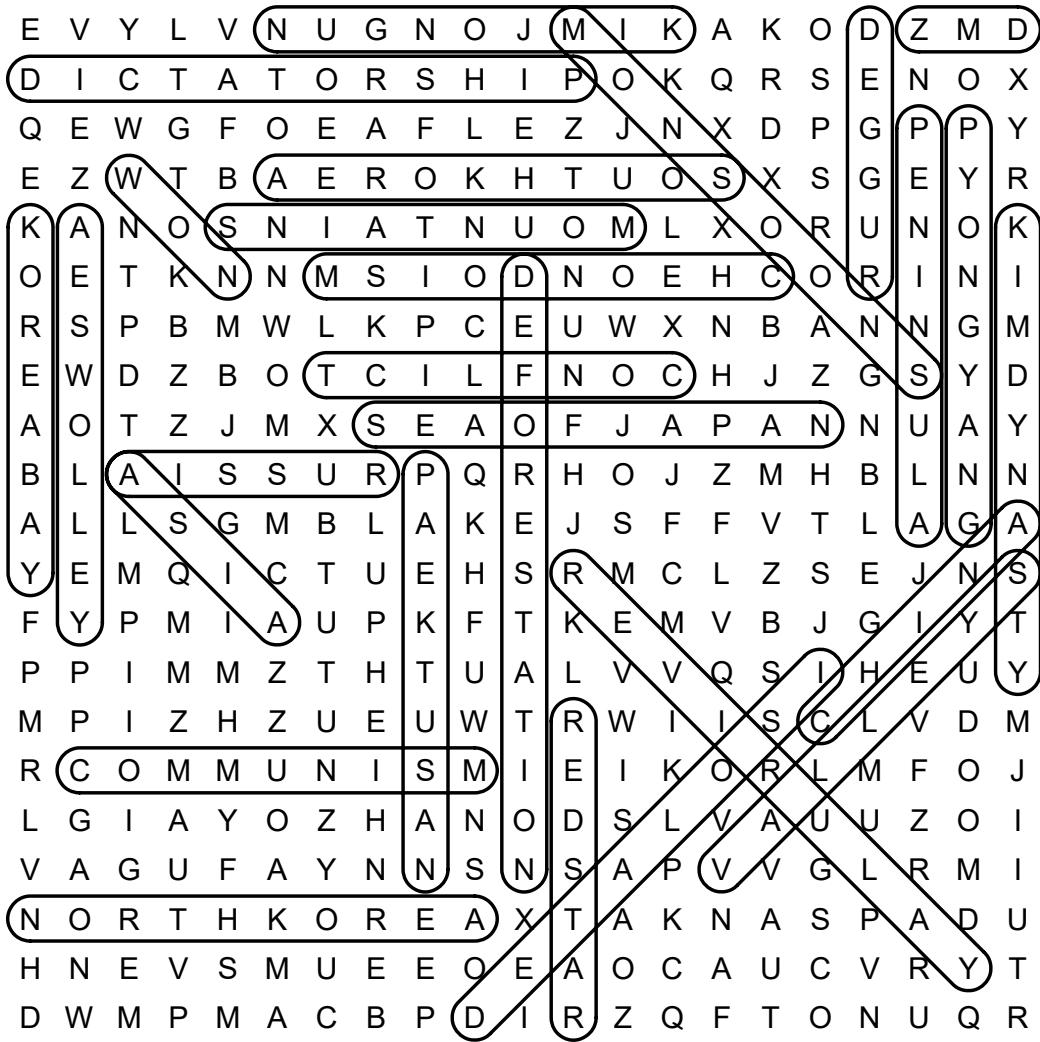 E V Y L V N U G N O J M I K A K O D Z M D
D I C T A T O R S H I P O K Q R S E N O X
Q E W G F O E A F L E Z J N X D P G P P Y
E Z W T B A E R O K H T U O S X S G E Y R
K A N O S N I A T N U O M L X O R U N O K
O E T K N N M S I O D N O E H C O R I N I
R S P B M W L K P C E U W X N B A N N G M
E W D Z B O T C I L F N O C H J Z G S Y D
A O T Z J M X S E A O F J A P A N N U A Y
B L A I S S U R P Q R H O J Z M H B L N N
A L L S G M B L A K E J S F F V T L A G A
Y E M Q I C T U E H S R M C L Z S E J N S
F Y P M I A U P K F T K E M V B J G I Y T
P P I M M Z T H T U A L V V Q S I H E U Y
M P I Z H Z U E U W T R W I I S C L V D M
R C O M M U N I S M I E I K O R L M F O J
L G I A Y O Z H A N O D S L V A U U Z O I
V A G U F A Y N N S N S A P V V G L R M I
N O R T H K O R E A X T A K N A S P A D U
H N E V S M U E E O E A O C A U C V R Y T
D W M P M A C B P D I R Z Q F T O N U Q R